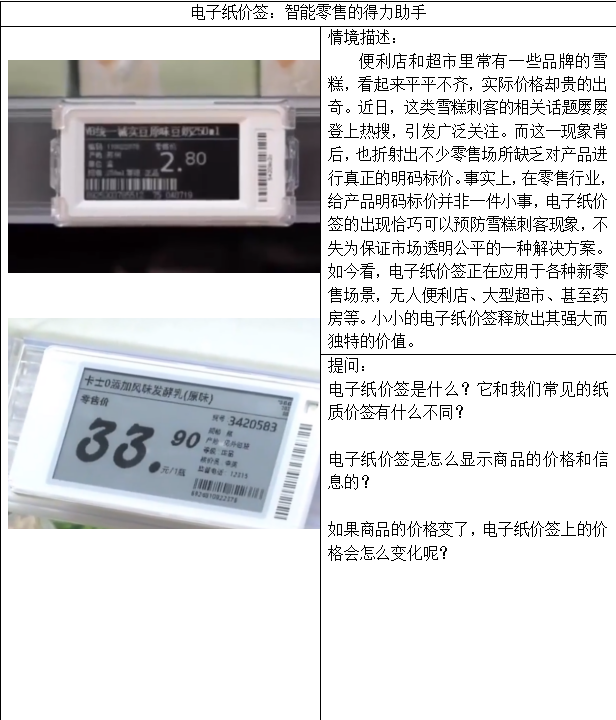 电子纸价签：智能零售的得力助手
统一诚实豆原味豆奶250ml
2.80
卡士0添加风味发酵乳(原味)
零售价
3420583
33.90
元/1瓶
12315
6924810802378
情境描述：
便利店和超市里常有一些品牌的雪
糕，看起来平平不齐，实际价格却贵的出
奇。近日，这类雪糕刺客的相关话题屡屡
登上热搜，引发广泛关注。而这一现象背
后，也折射出不少零售场所缺乏对产品进
行真正的明码标价。事实上，在零售行业，
给产品明码标价并非一件小事，电子纸价
签的出现恰巧可以预防雪糕刺客现象，不
失为保证市场透明公平的一种解决方案。
如今看，电子纸价签正在应用于各种新零
售场景，无人便利店、大型超市、甚至药
房等。小小的电子纸价签释放出其强大而
独特的价值。
提问：
电子纸价签是什么？它和我们常见的纸
质价签有什么不同？
电子纸价签是怎么显示商品的价格和信
息的？
如果商品的价格变了，电子纸价签上的价
格会怎么变化呢？